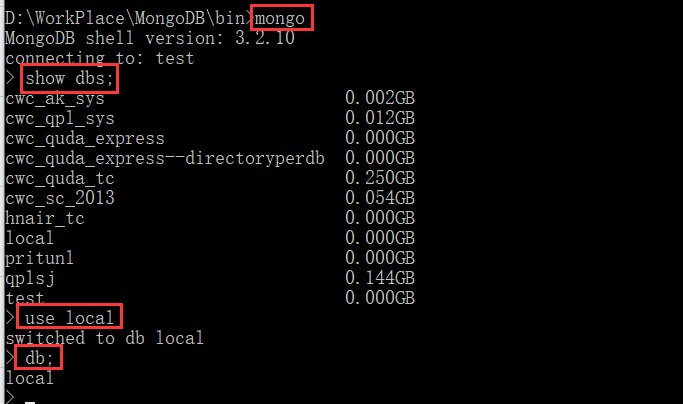 D:\WorkPlace\MongoDB\bin>mongo
MongoDB shell version: 3.2.10
connecting to: test
> show dbs;
cwc_ak_sys 0.002GB
cwc_qpl_sys 0.012GB
cwc_quda_express 0.000GB
cwc_quda_express--directoryperdb 0.000GB
cwc_quda_tc 0.250GB
cwc_sc_2013 0.054GB
hnair_tc 0.000GB
local 0.000GB
pritunl 0.000GB
qplsj 0.144GB
test 0.000GB
> use local
switched to db local
> db;
local
>